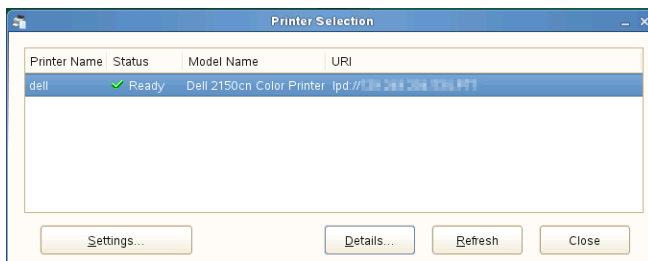 Printer Selection
Printer Name Status Model Name URI
dell Ready Dell 2150cn Color Printer lpd://
Settings... Details... Refresh Close